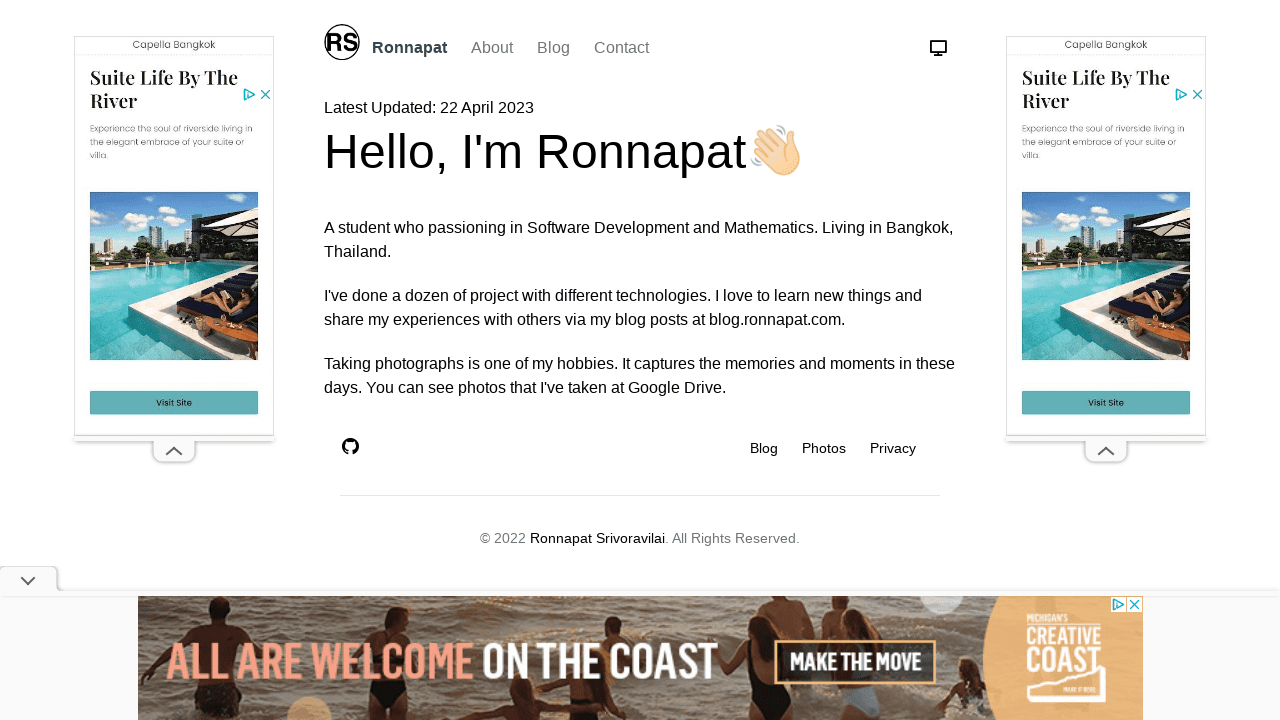 RS
Ronnapat
About
Blog
Contact
Capella Bangkok
Suite Life By The
River
Experience the soul of riverside living in
the elegant embrace of your suite or
villa.
Visit Site
Latest Updated: 22 April 2023
Hello, I'm Ronnapat
A student who passioning in Software Development and Mathematics. Living in Bangkok,
Thailand.
I've done a dozen of project with different technologies. I love to learn new things and
share my experiences with others via my blog posts at blog.ronnapat.com.
Taking photographs is one of my hobbies. It captures the memories and moments in these
days. You can see photos that I've taken at Google Drive.
Capella Bangkok
Suite Life By The
River
Experience the soul of riverside living in
the elegant embrace of your suite or
villa.
Visit Site
Blog
Photos
Privacy
© 2022 Ronnapat Srivoravilai. All Rights Reserved.
ALL ARE WELCOME ON THE COAST
MAKE THE MOVE
MICHIGAN'S
CREATIVE
COAST
MAKE IT MORE